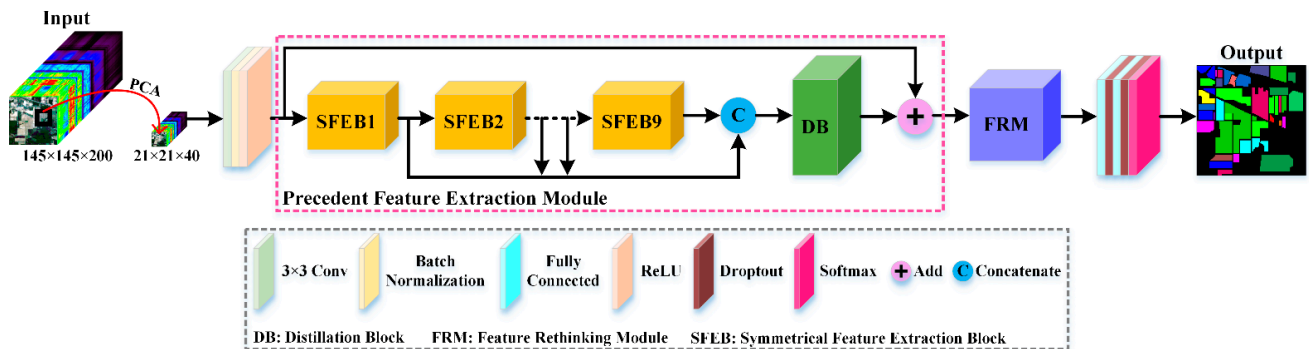 Input
PCA
145×145×200
21×21×40
SFEB1
SFEB2
SFEB9
C
DB
+
FRM
Output
Precedent Feature Extraction Module
3×3 Conv
Batch
Normalization
Fully
Connected
ReLU
Droptout
Softmax
+ Add
C Concatenate
DB: Distillation Block FRM: Feature Rethinking Module SFEB: Symmetrical Feature Extraction Block